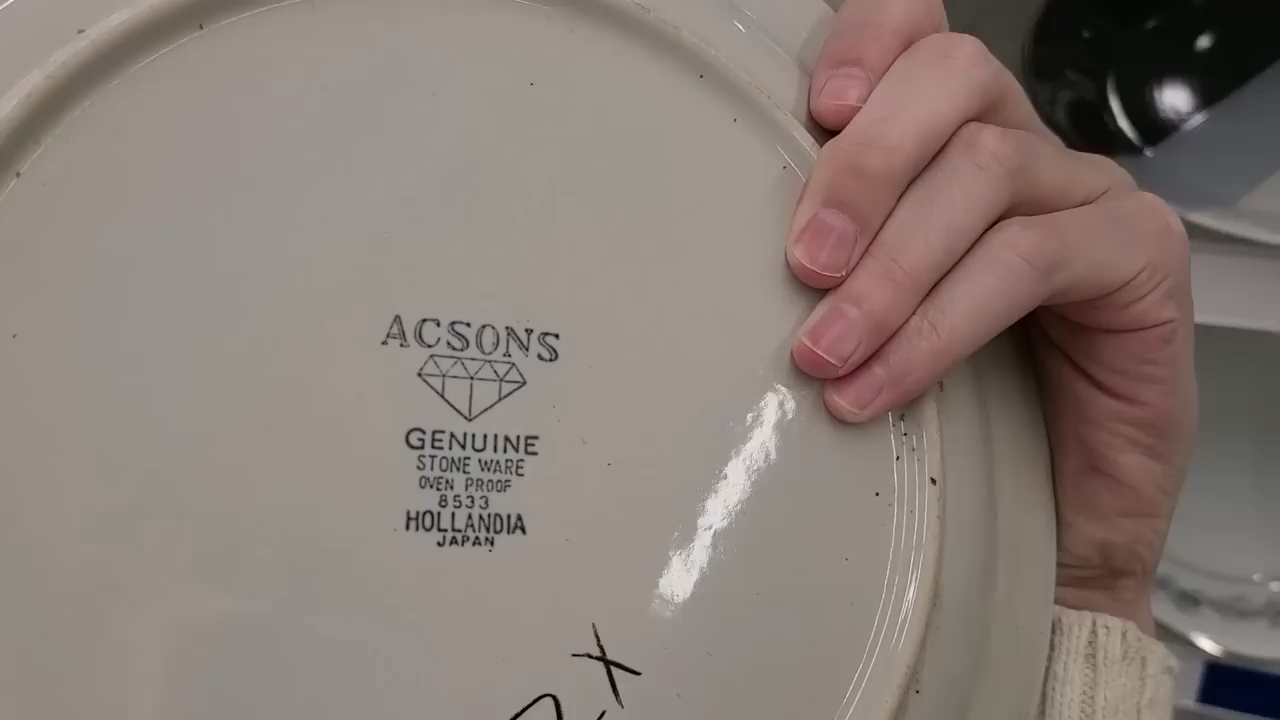 ACSONS
GENUINE
STONE WARE
OVEN PROOF
8533
HOLLANDIA
JAPAN
X